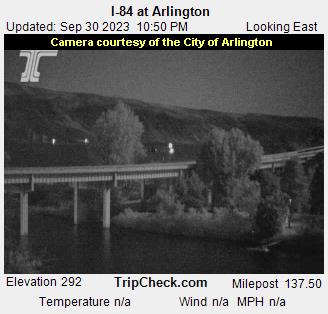 I-84 at Arlington
Updated: Sep 30 2023 10:50 PM Looking East
Camera courtesy of the City of Arlington
Elevation 292 TripCheck.com Milepost 137.50
Temperature n/a Wind n/a MPH n/a